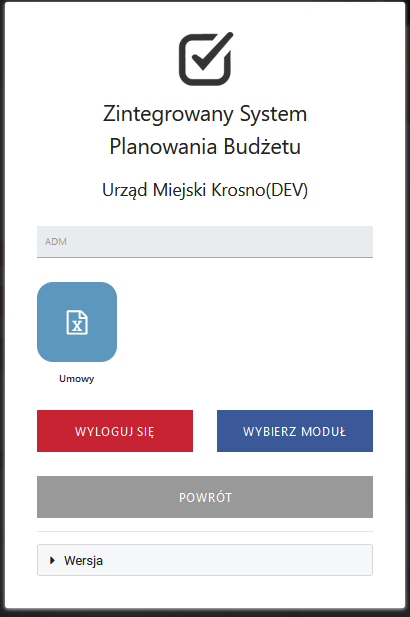 Zintegrowany System
Planowania Budżetu
Urząd Miejski Krosno(DEV)
ADM
Umowy
WYLOGUJ SIĘ
WYBIERZ MODUŁ
POWRÓT
Wersja